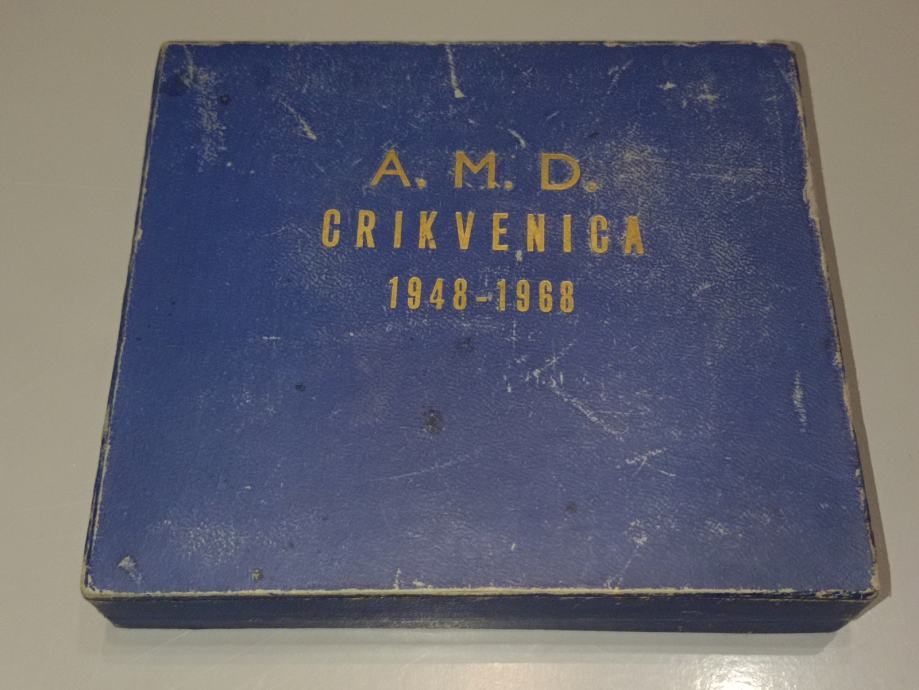 A. M. D.
CRIKVENICA
1948-1968